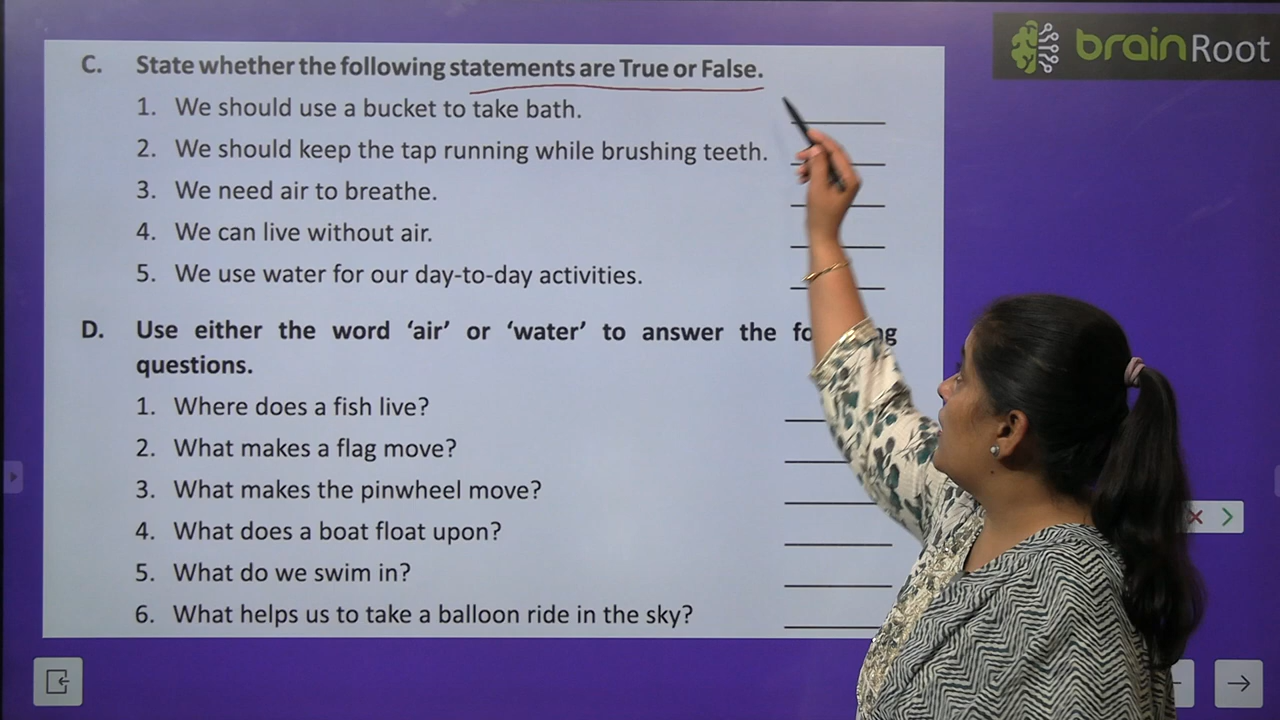 brainRoot
C. State whether the following statements are True or False.
1. We should use a bucket to take bath.
2. We should keep the tap running while brushing teeth.
3. We need air to breathe.
4. We can live without air.
5. We use water for our day-to-day activities.
D. Use either the word ‘air’ or ‘water’ to answer the
questions.
1. Where does a fish live?
2. What makes a flag move?
3. What makes the pinwheel move?
4. What does a boat float upon?
5. What do we swim in?
6. What helps us to take a balloon ride in the sky?